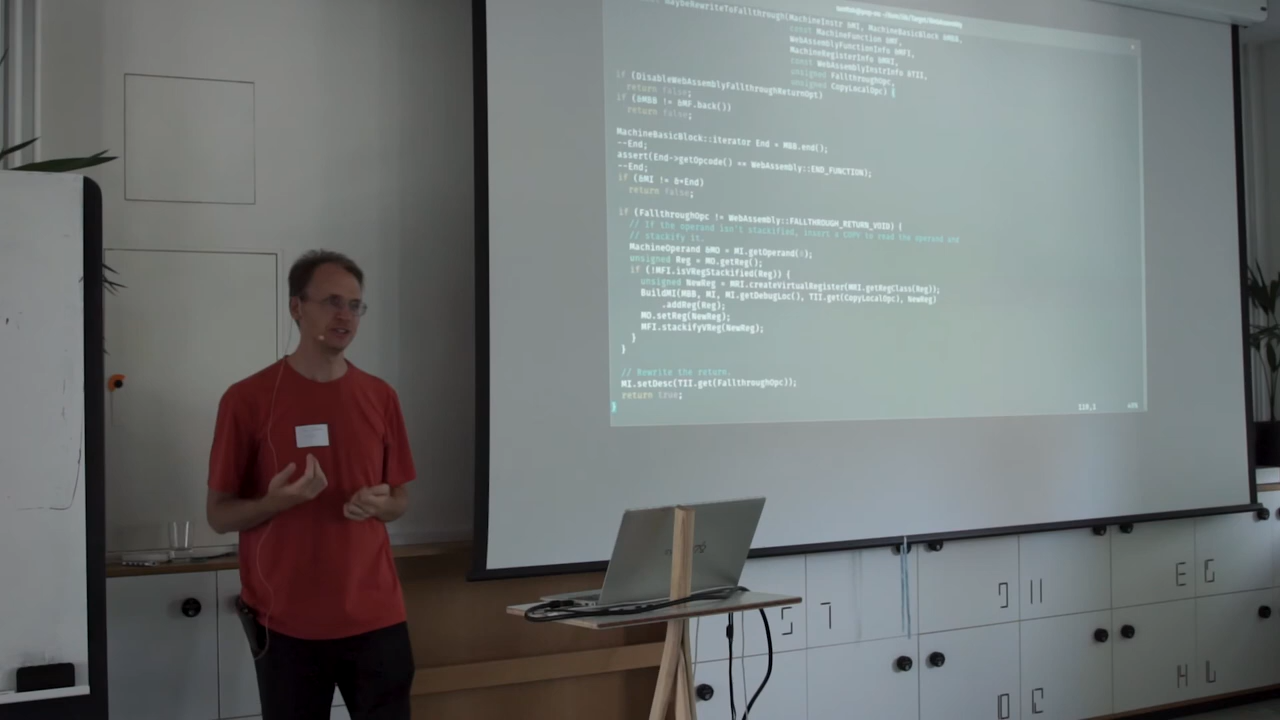 maybeRewriteToFallthrough(MachineInstr &MI, MachineBasicBlock &MBB,
const MachineFunction &MF,
WebAssemblyFunctionInfo &MFI,
MachineRegisterInfo &MRI,
const WebAssemblyInstrInfo &TII,
unsigned FallthroughOpc,
unsigned CopyLocalOpc) {
if (DisableWebAssemblyFallthroughReturnOpt)
return false;
if (&MBB != &MF.back())
return false;
MachineBasicBlock::iterator End = MBB.end();
--End;
assert(End->getOpcode() == WebAssembly::END_FUNCTION);
--End;
if (&MI != &*End)
return false;
if (FallthroughOpc != WebAssembly::FALLTHROUGH_RETURN_VOID) {
// If the operand isn't stackified, insert a COPY to read the operand and
// stackify it.
MachineOperand &MO = MI.getOperand(0);
unsigned Reg = MO.getReg();
if (!MFI.isVRegStackified(Reg)) {
unsigned NewReg = MRI.createVirtualRegister(MRI.getRegClass(Reg));
BuildMI(MBB, MI, MI.getDebugLoc(), TII.get(CopyLocalOpc), NewReg)
.addReg(Reg);
MO.setReg(NewReg);
MFI.stackifyVReg(NewReg);
}
}
// Rewrite the return.
MI.setDesc(TII.get(FallthroughOpc));
return true;
}